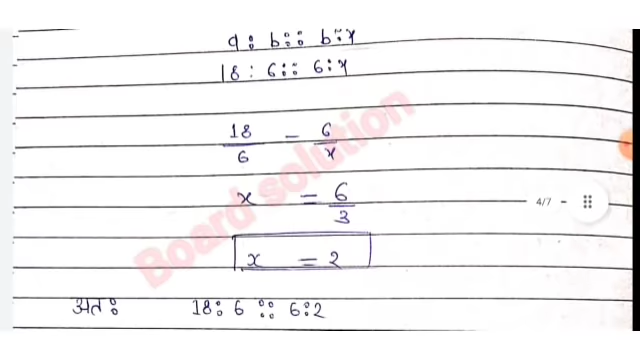 a : b :: b : x
18 : 6 :: 6 : x
18/6 = 6/x
x = 6/3
4/7
x = 2
अतः 18 : 6 :: 6 : 2
Board solution